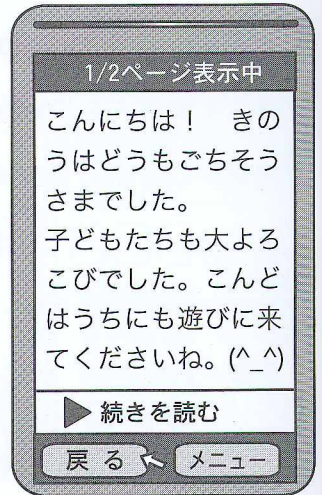 1/2ページ表示中
こんにちは！　きの
うはどうもごちそう
さまでした。
子どもたちも大よろ
こびでした。こんど
はうちにも遊びに来
てくださいね。(^_^)
▶ 続きを読む
戻る
メニュー